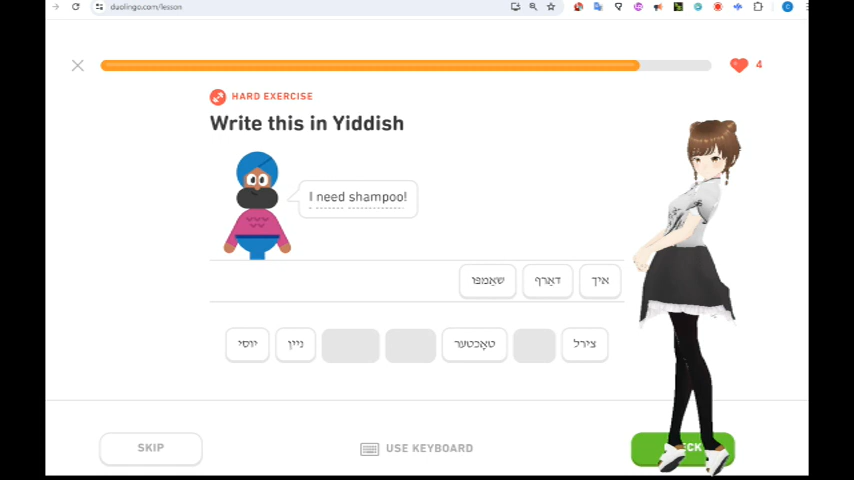 duolingo.com/lesson
4
HARD EXERCISE
Write this in Yiddish
I need shampoo!
איך דאַרף שאַמפּו
צירל טאָכטער ניין יוסי
SKIP
USE KEYBOARD